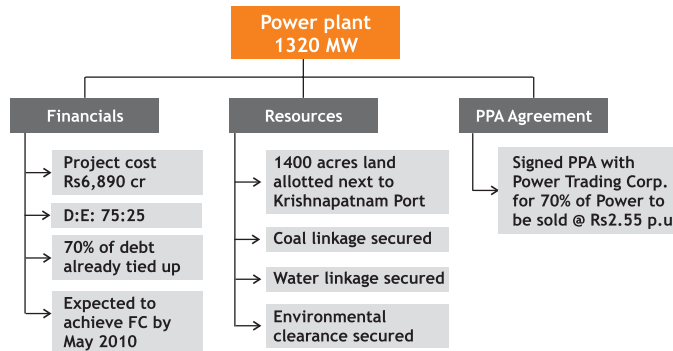 Power plant
1320 MW
Financials
Project cost
Rs6,890 cr
D:E: 75:25
70% of debt
already tied up
Expected to
achieve FC by
May 2010
Resources
1400 acres land
allotted next to
Krishnapatnam Port
Coal linkage secured
Water linkage secured
Environmental
clearance secured
PPA Agreement
Signed PPA with
Power Trading Corp.
for 70% of Power to
be sold @ Rs2.55 p.u